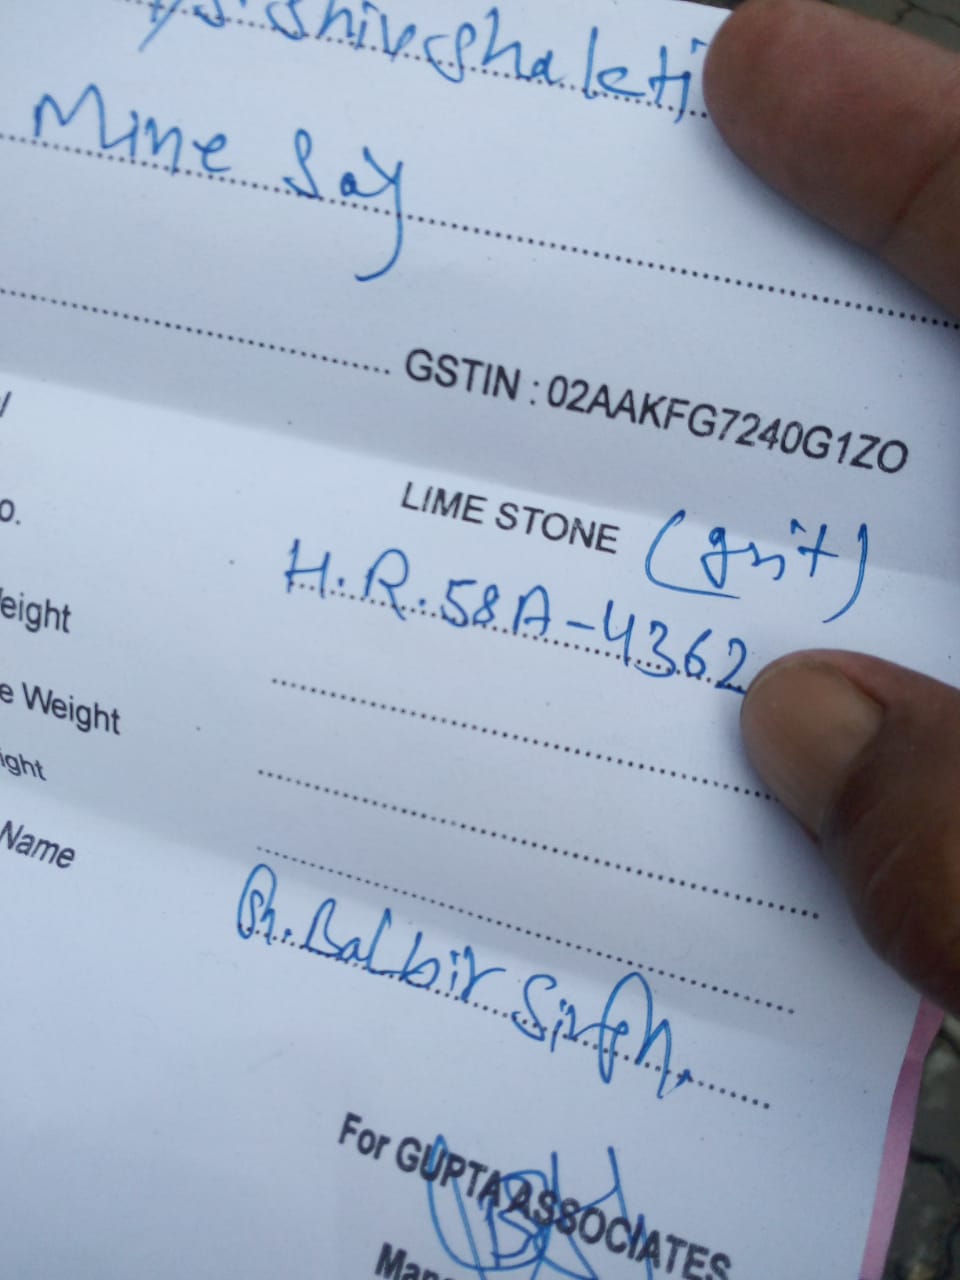 Shivshakti
Mine Say
GSTIN : 02AAKFG7240G1ZO
LIME STONE (grit)
o. H.R.58A-4362
eight
e Weight
ight
Name Sh. Balbir Singh.
For GUPTA ASSOCIATES